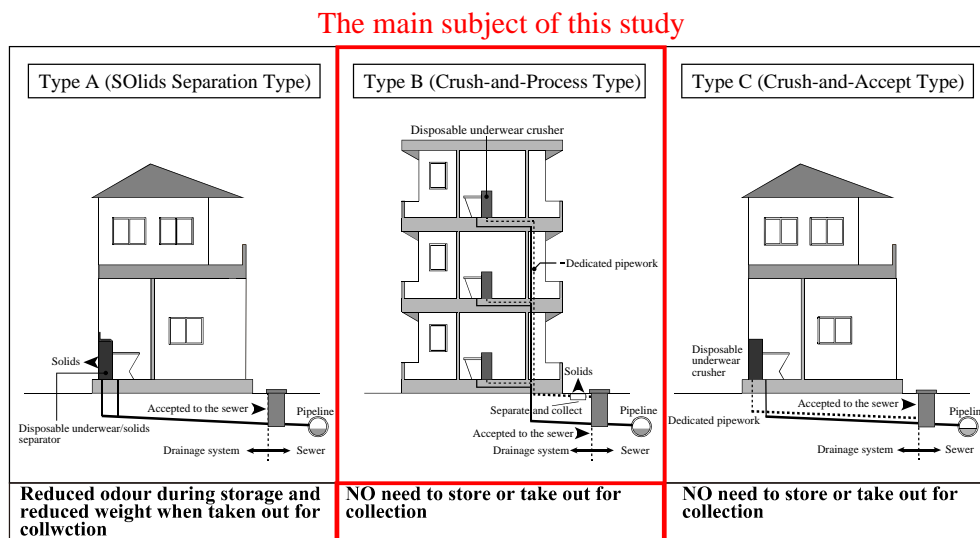 The main subject of this study
Type A (SOlids Separation Type)
Solids
Accepted to the sewer
Pipeline
Disposable underwear/solids
separator
Drainage system
Sewer
Reduced odour during storage and
reduced weight when taken out for
collwction
Type B (Crush-and-Process Type)
Disposable underwear crusher
Dedicated pipework
Solids
Separate and collect
Pipeline
Accepted to the sewer
Drainage system
Sewer
NO need to store or take out for
collection
Type C (Crush-and-Accept Type)
Disposable
underwear
crusher
Accepted to the sewer
Pipeline
Dedicated pipework
Drainage system
Sewer
NO need to store or take out for
collection